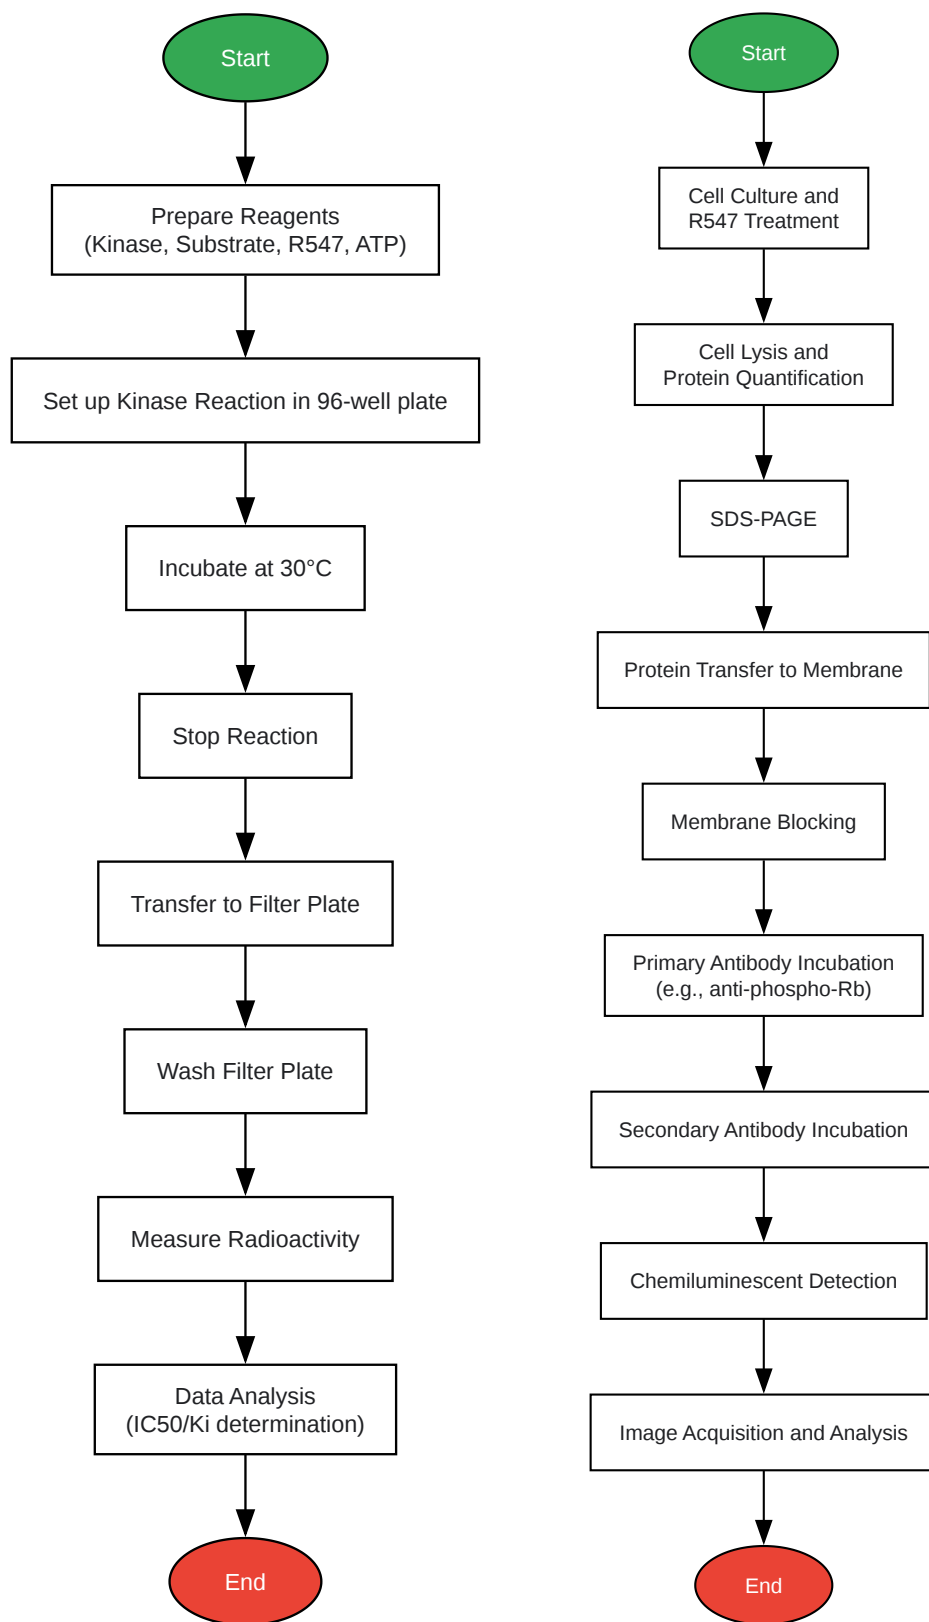 Start
Prepare Reagents
(Kinase, Substrate, R547, ATP)
Set up Kinase Reaction in 96-well plate
Incubate at 30°C
Stop Reaction
Transfer to Filter Plate
Wash Filter Plate
Measure Radioactivity
Data Analysis
(IC50/Ki determination)
End
Start
Cell Culture and
R547 Treatment
Cell Lysis and
Protein Quantification
SDS-PAGE
Protein Transfer to Membrane
Membrane Blocking
Primary Antibody Incubation
(e.g., anti-phospho-Rb)
Secondary Antibody Incubation
Chemiluminescent Detection
Image Acquisition and Analysis
End